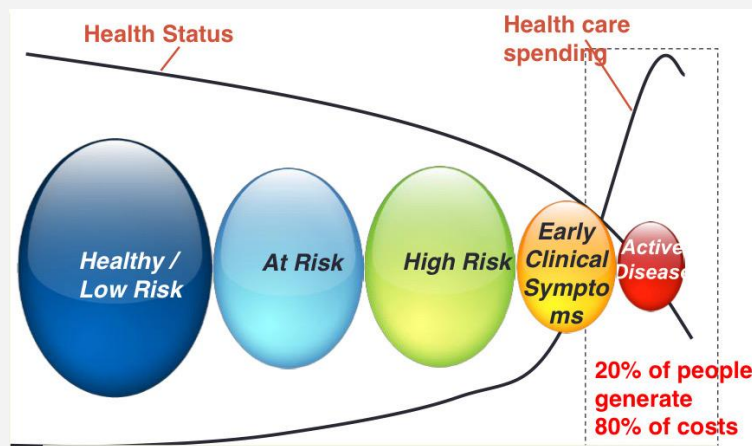 Health Status
Health care
spending
Healthy /
Low Risk
At Risk
High Risk
Early
Clinical
Sympto
ms
Active
Disease
20% of people
generate
80% of costs